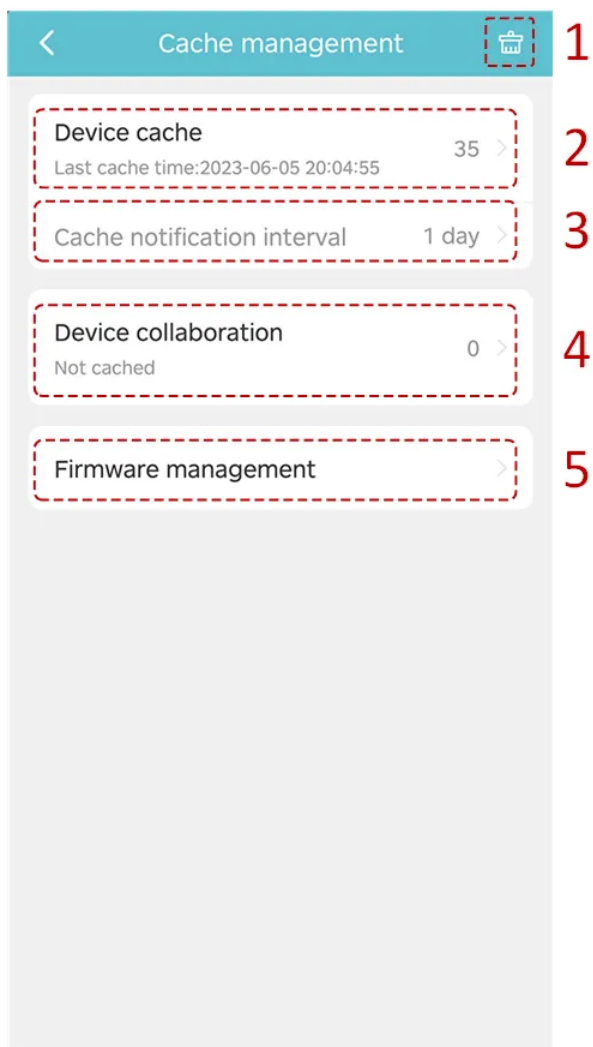 Cache management
1
Device cache
35
Last cache time:2023-06-05 20:04:55
2
Cache notification interval
1 day
3
Device collaboration
0
Not cached
4
Firmware management
5